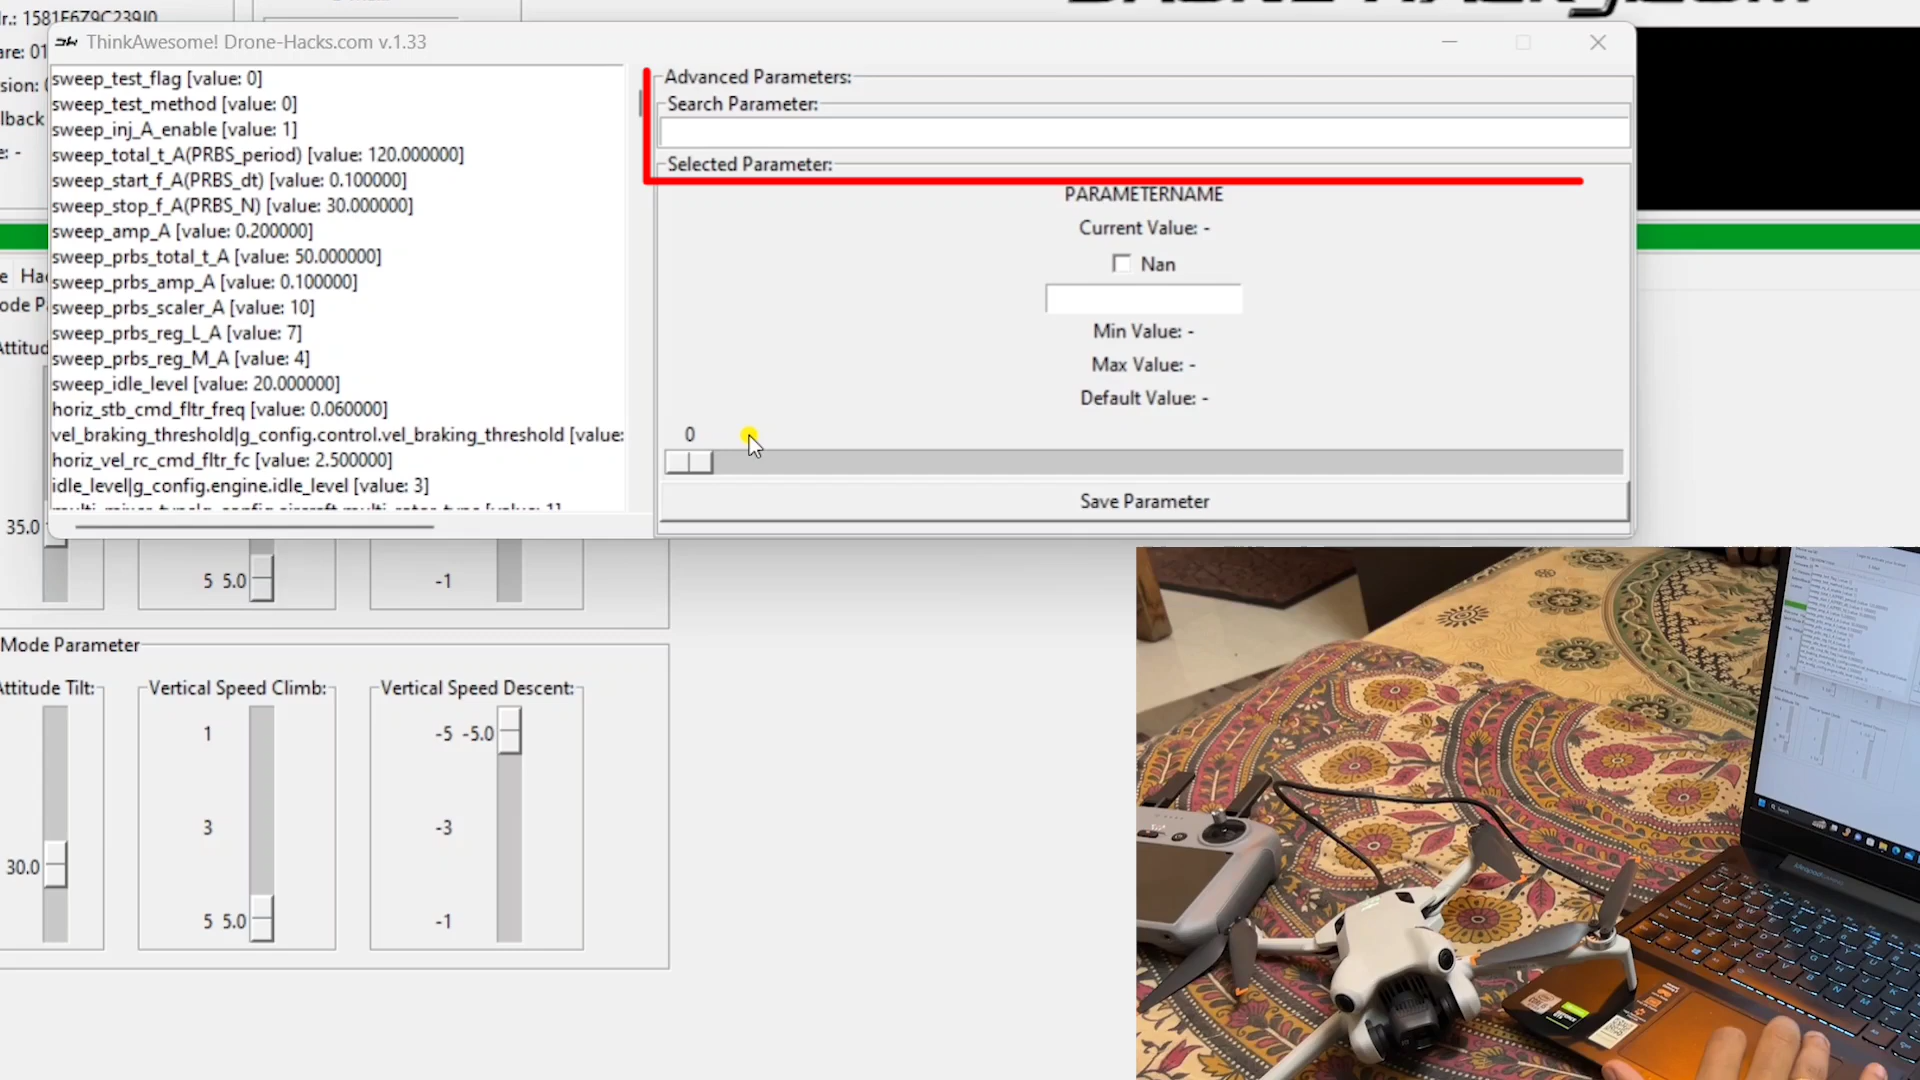 ThinkAwesome! Drone-Hacks.com v.1.33
sweep_test_flag [value: 0]
sweep_test_method [value: 0]
sweep_inj_A_enable [value: 1]
sweep_total_t_A(PRBS_period) [value: 120.000000]
sweep_start_f_A(PRBS_dt) [value: 0.100000]
sweep_stop_f_A(PRBS_N) [value: 30.000000]
sweep_amp_A [value: 0.200000]
sweep_prbs_total_t_A [value: 50.000000]
sweep_prbs_amp_A [value: 0.100000]
sweep_prbs_scaler_A [value: 10]
sweep_prbs_reg_L_A [value: 7]
sweep_prbs_reg_M_A [value: 4]
sweep_idle_level [value: 20.000000]
horiz_stb_cmd_fltr_freq [value: 0.060000]
vel_braking_threshold|g_config.control.vel_braking_threshold [value:
horiz_vel_rc_cmd_fltr_fc [value: 2.500000]
idle_level|g_config.engine.idle_level [value: 3]
Advanced Parameters:
Search Parameter:
Selected Parameter:
PARAMETERNAME
Current Value: -
Nan
Min Value: -
Max Value: -
Default Value: -
0
Save Parameter
35.0
5 5.0
-1
Mode Parameter
Attitude Tilt:
Vertical Speed Climb:
Vertical Speed Descent:
1
-5 -5.0
3
-3
30.0
5 5.0
-1